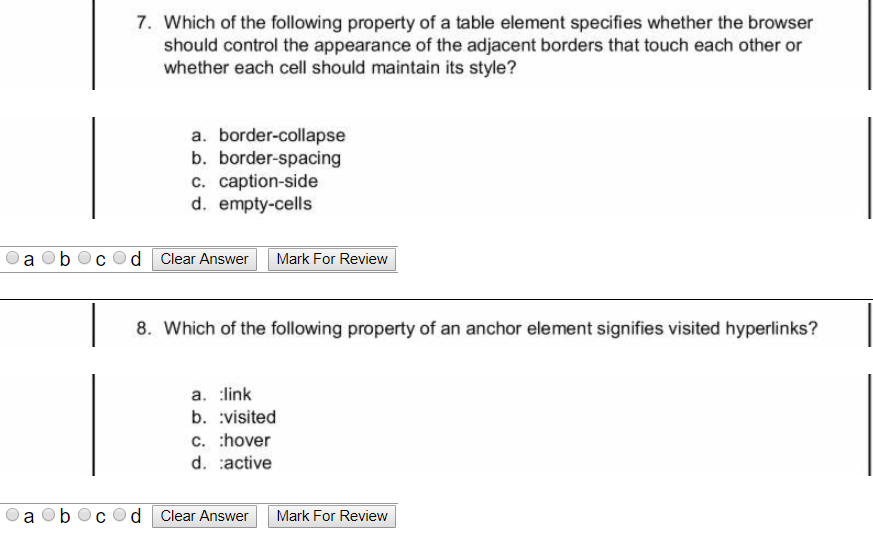 7. Which of the following property of a table element specifies whether the browser
should control the appearance of the adjacent borders that touch each other or
whether each cell should maintain its style?
a. border-collapse
b. border-spacing
c. caption-side
d. empty-cells
a b c d Clear Answer Mark For Review
8. Which of the following property of an anchor element signifies visited hyperlinks?
a. :link
b. :visited
c. :hover
d. :active
a b c d Clear Answer Mark For Review